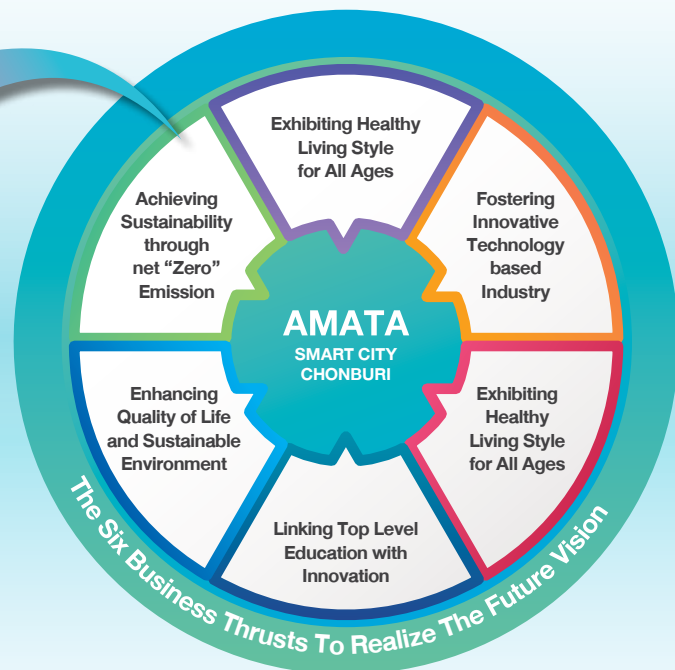 Exhibiting Healthy
Living Style
for All Ages
Fostering
Innovative
Technology
based
Industry
Exhibiting
Healthy
Living Style
for All Ages
Linking Top Level
Education with
Innovation
Enhancing
Quality of Life
and Sustainable
Environment
Achieving
Sustainability
through
net “Zero”
Emission
AMATA
SMART CITY
CHONBURI
The Six Business Thrusts To Realize The Future Vision